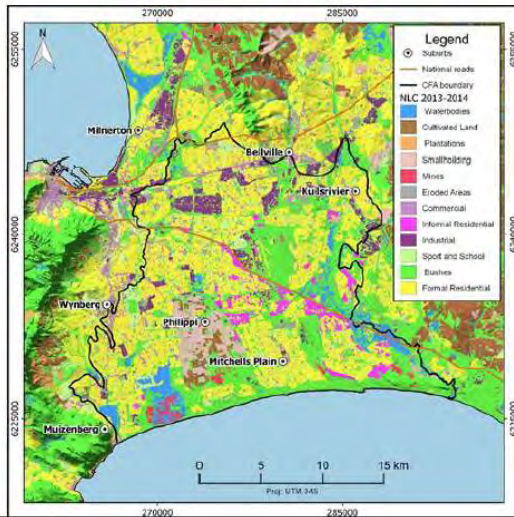 270000
285000
6255000
6255000
N
Legend
Suburbs
National roads
CFA boundary
NLC 2013-2014
Waterbodies
Cultivated Land
Plantations
Smallholding
Mines
Eroded Areas
Commercial
Informal Residential
Industrial
Sport and School
Bushes
Formal Residential
Milnerton
Bellville
Kuilsrivier
6240000
6240000
Wynberg
Philippi
Mitchells Plain
6225000
6225000
Muizenberg
0 5 10 15 km
Proj: UTM 34S
270000
285000